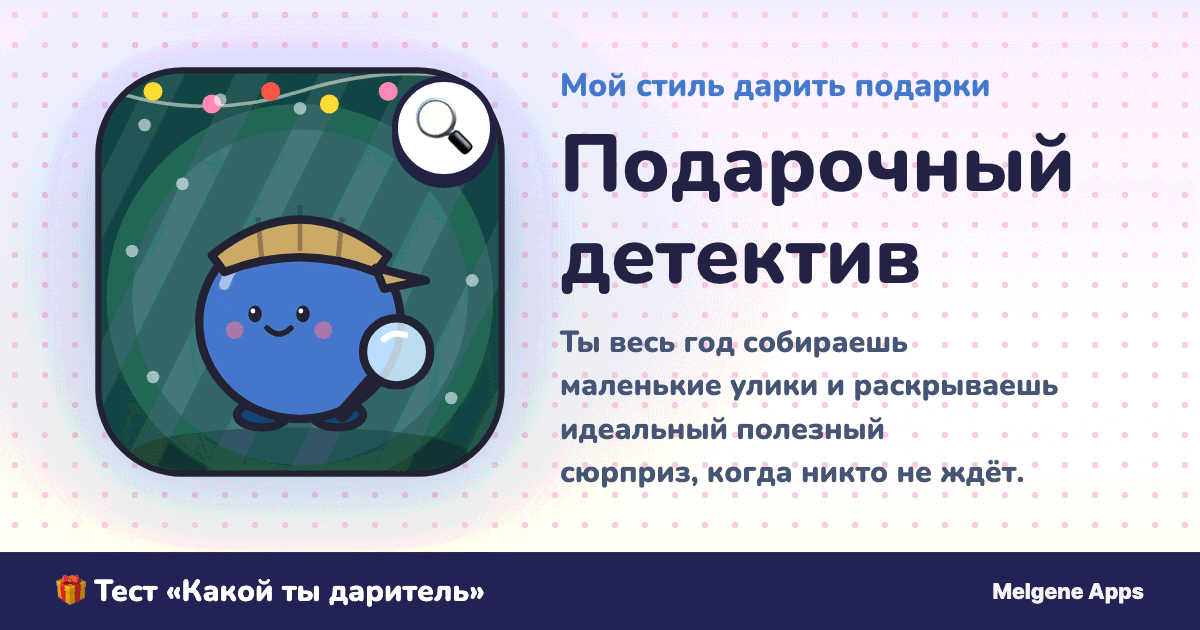 Мой стиль дарить подарки
Подарочный
детектив
Ты весь год собираешь
маленькие улики и раскрываешь
идеальный полезный
сюрприз, когда никто не ждёт.
Тест «Какой ты даритель»
Melgene Apps